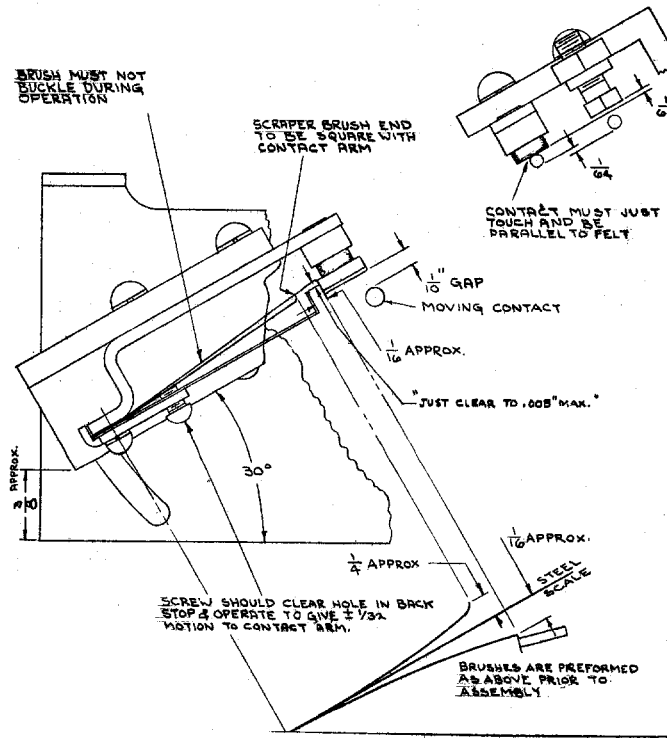 BRUSH MUST NOT
BUCKLE DURING
OPERATION
SCRAPER BRUSH END
TO BE SQUARE WITH
CONTACT ARM
1/64
CONTACT MUST JUST
TOUCH AND BE
PARALLEL TO FELT
1/10" GAP
MOVING CONTACT
1/16 APPROX.
"JUST CLEAR TO .005" MAX."
APPROX.
30°
1/4 APPROX
1/16 APPROX.
STEEL
SCALE
SCREW SHOULD CLEAR HOLE IN BACK
STOP & OPERATE TO GIVE ± 1/32
MOTION TO CONTACT ARM.
BRUSHES ARE PREFORMED
AS ABOVE PRIOR TO
ASSEMBLY